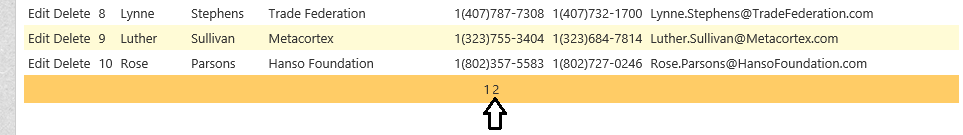 Edit Delete 8 Lynne Stephens Trade Federation 1(407)787-7308 1(407)732-1700 Lynne.Stephens@TradeFederation.com
Edit Delete 9 Luther Sullivan Metacortex 1(323)755-3404 1(323)684-7814 Luther.Sullivan@Metacortex.com
Edit Delete 10 Rose Parsons Hanso Foundation 1(802)357-5583 1(802)727-0246 Rose.Parsons@HansoFoundation.com
1 2